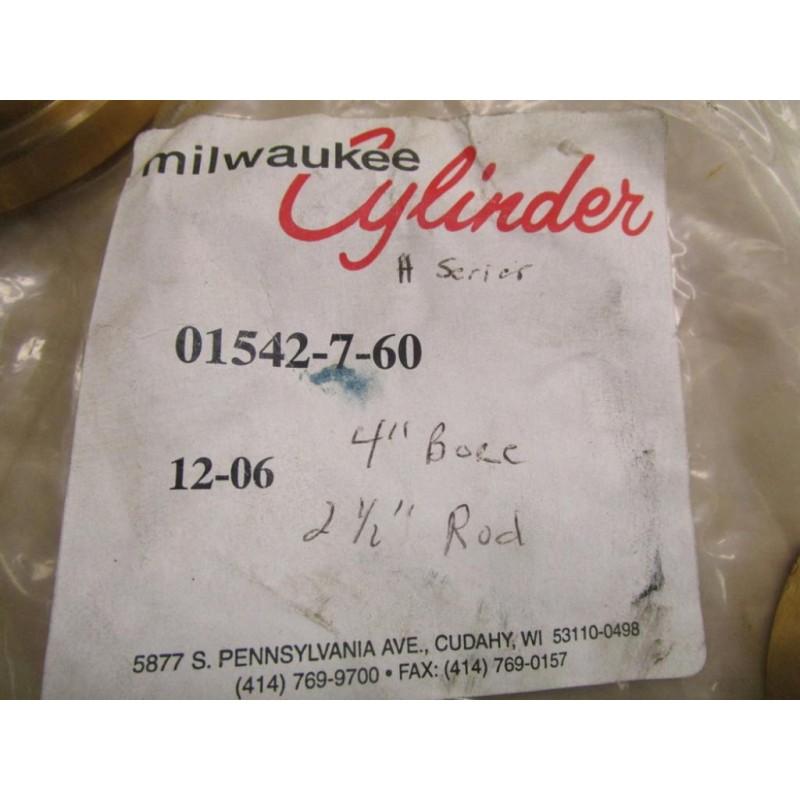 milwaukee
Cylinder
H Series
01542-7-60
4" Bore
12-06
2 1/2" Rod
5877 S. PENNSYLVANIA AVE., CUDAHY, WI 53110-0498
(414) 769-9700 • FAX: (414) 769-0157